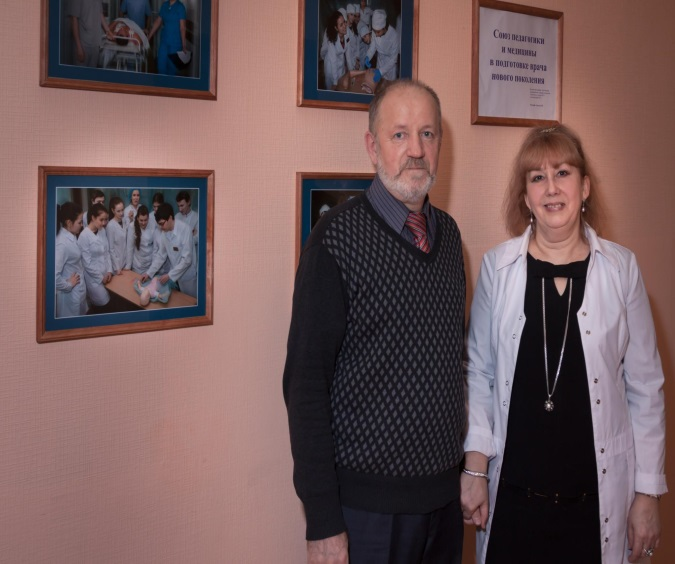 Союз педагогики
и медицины
в подготовке врача
нового поколения